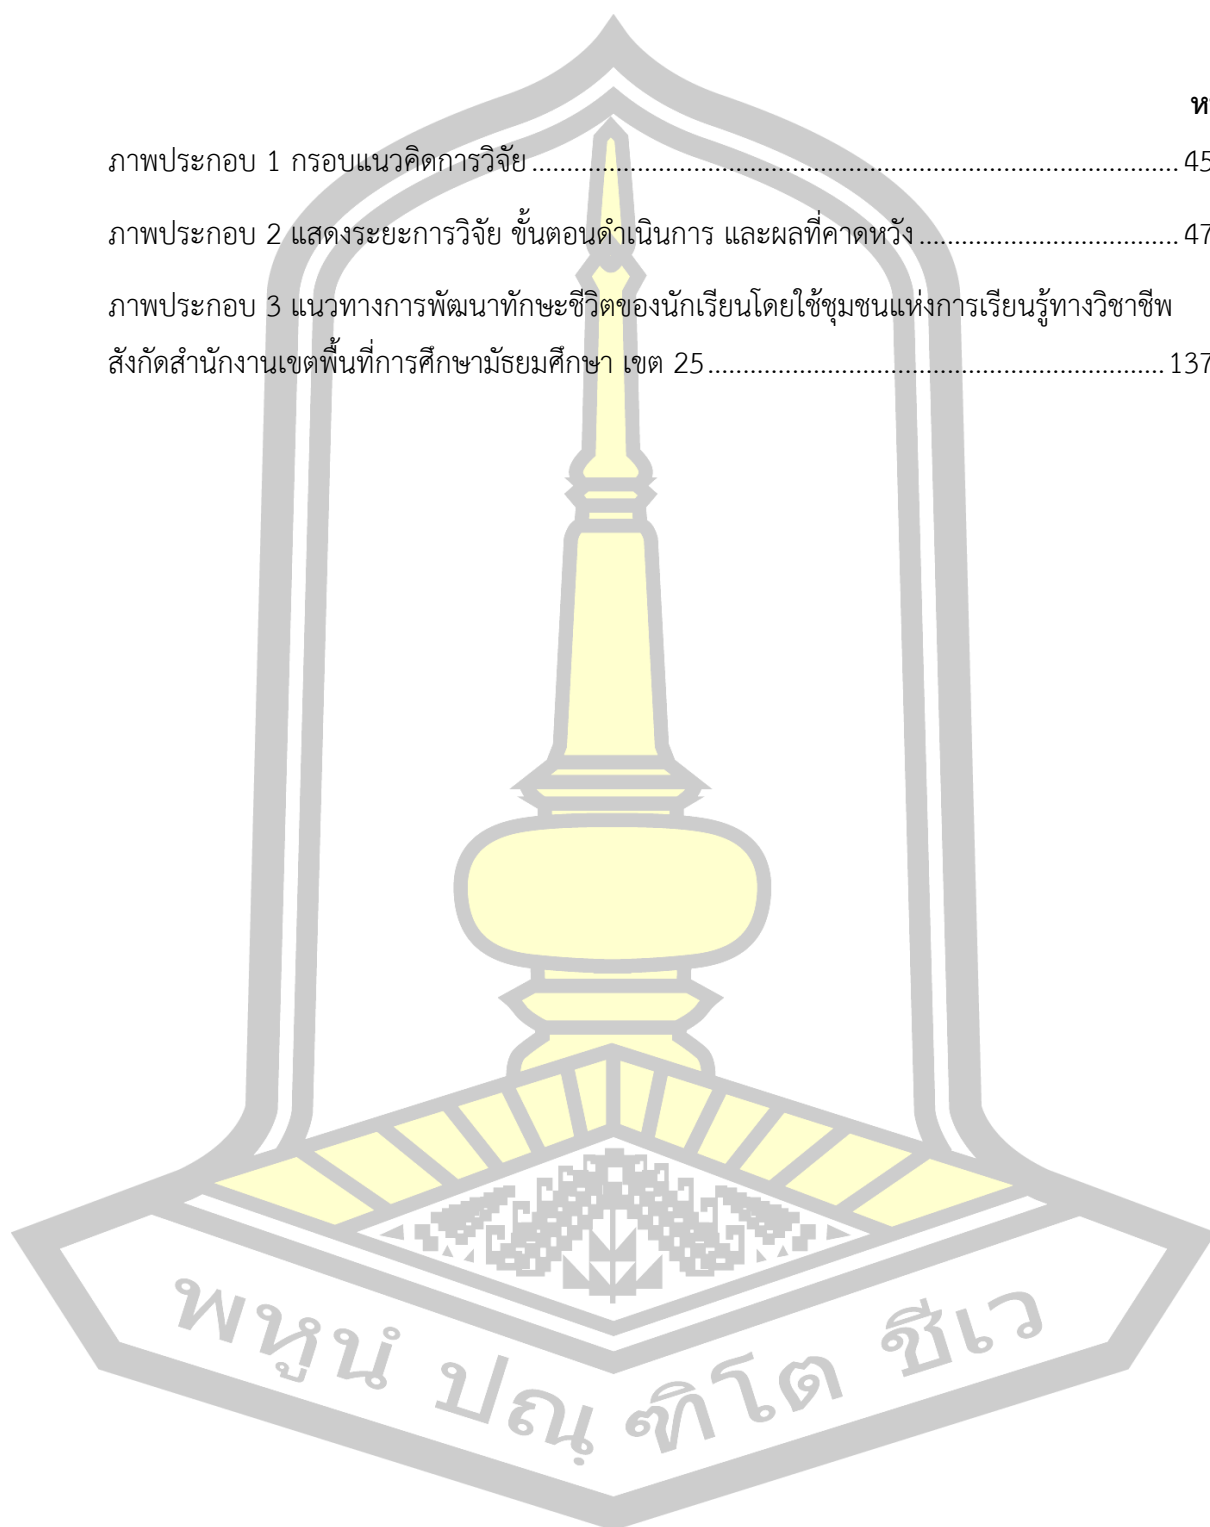 ภาพประกอบ 1 กรอบแนวคิดการวิจัย ........................................................................................... 45
ภาพประกอบ 2 แสดงระยะการวิจัย ขั้นตอนดำเนินการ และผลที่คาดหวัง ..................................... 47
ภาพประกอบ 3 แนวทางการพัฒนาทักษะชีวิตของนักเรียนโดยใช้ชุมชนแห่งการเรียนรู้ทางวิชาชีพ
สังกัดสำนักงานเขตพื้นที่การศึกษามัธยมศึกษา เขต 25 ................................................................. 137
พหูนํ ปณฺฑิโต ชีเว